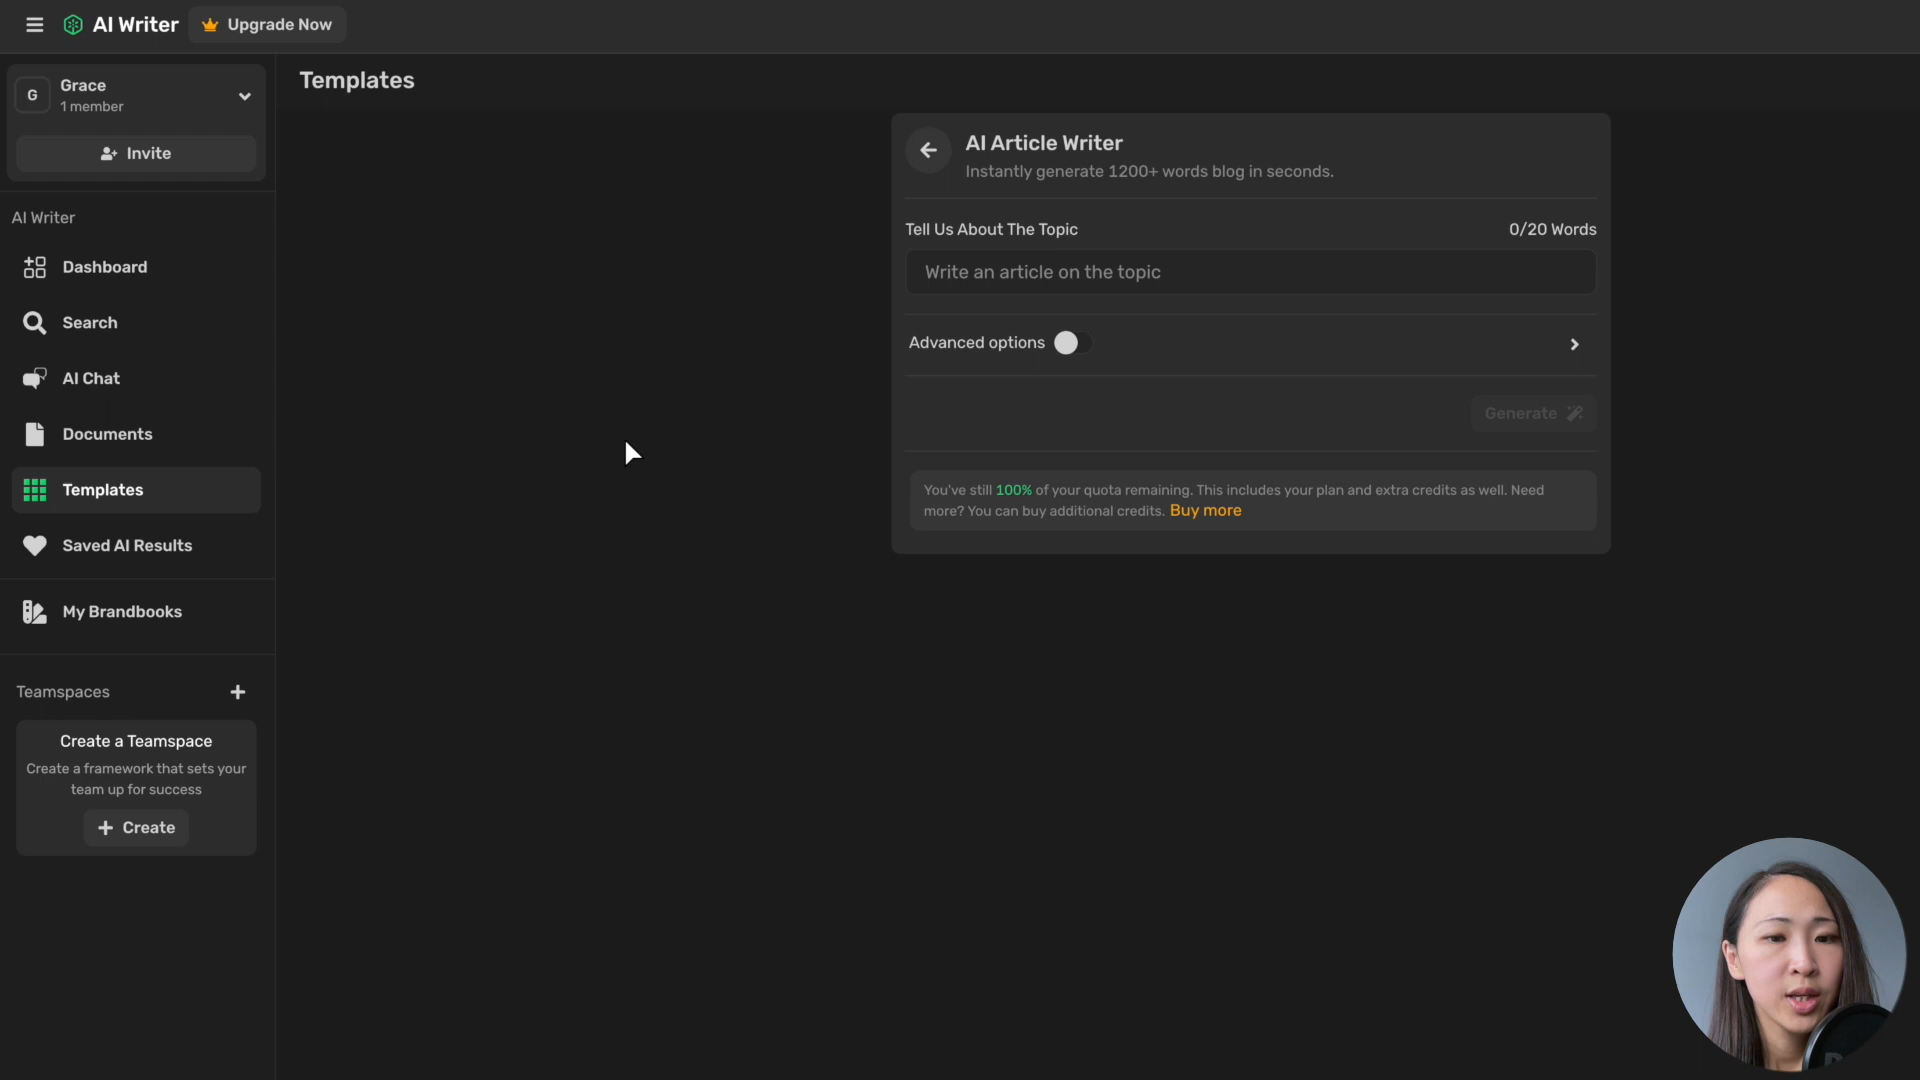 AI Writer
Upgrade Now
G
Grace
1 member
Invite
AI Writer
Dashboard
Search
AI Chat
Documents
Templates
Saved AI Results
My Brandbooks
Teamspaces
Create a Teamspace
Create a framework that sets your
team up for success
Create
Templates
AI Article Writer
Instantly generate 1200+ words blog in seconds.
Tell Us About The Topic
0/20 Words
Write an article on the topic
Advanced options
Generate
You've still 100% of your quota remaining. This includes your plan and extra credits as well. Need
more? You can buy additional credits. Buy more